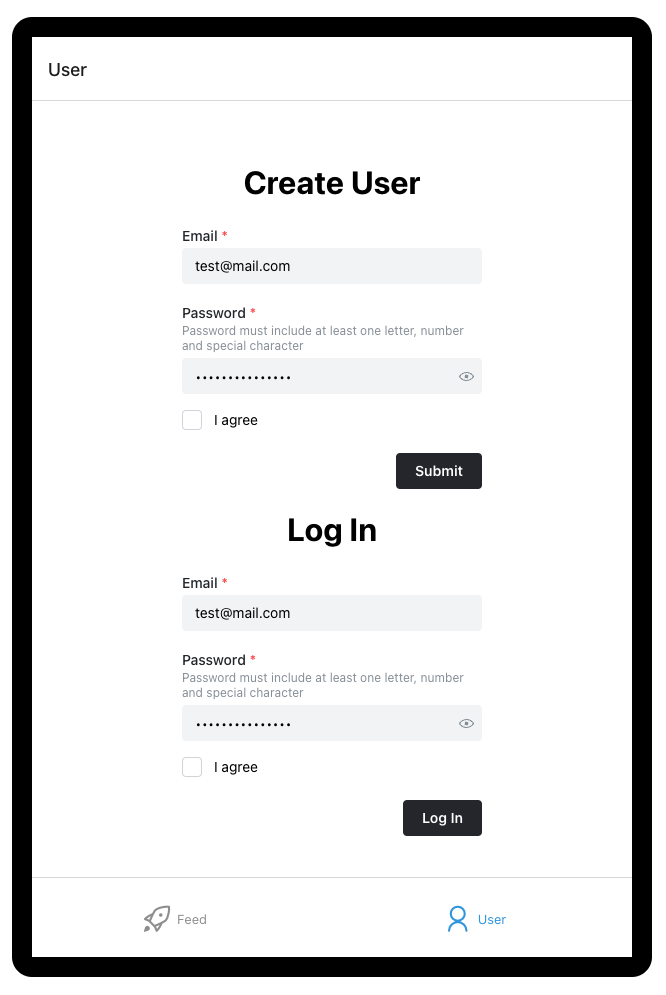 User
Create User
Email *
test@mail.com
Password *
Password must include at least one letter, number
and special character
•••••••••••••••
I agree
Submit
Log In
Email *
test@mail.com
Password *
Password must include at least one letter, number
and special character
•••••••••••••••
I agree
Log In
Feed
User